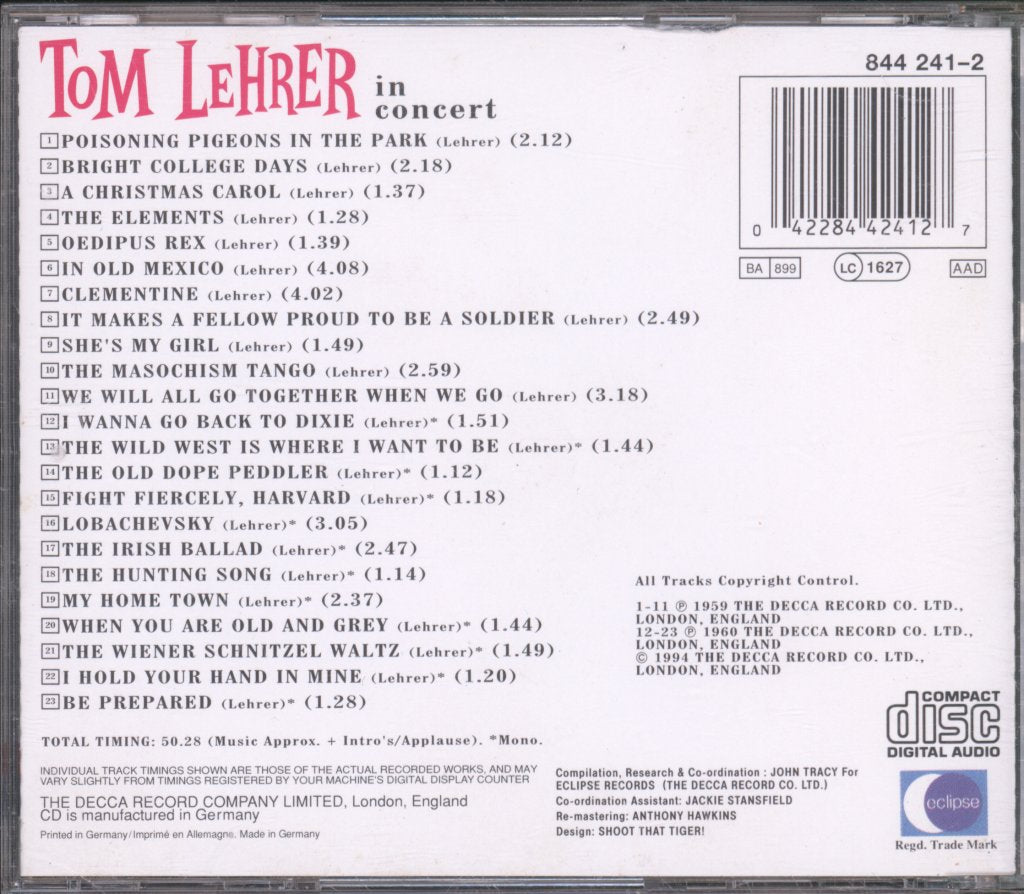 TOM LEHRER in concert
1 POISONING PIGEONS IN THE PARK (Lehrer) (2.12)
2 BRIGHT COLLEGE DAYS (Lehrer) (2.18)
3 A CHRISTMAS CAROL (Lehrer) (1.37)
4 THE ELEMENTS (Lehrer) (1.28)
5 OEDIPUS REX (Lehrer) (1.39)
6 IN OLD MEXICO (Lehrer) (4.08)
7 CLEMENTINE (Lehrer) (4.02)
8 IT MAKES A FELLOW PROUD TO BE A SOLDIER (Lehrer) (2.49)
9 SHE'S MY GIRL (Lehrer) (1.49)
10 THE MASOCHISM TANGO (Lehrer) (2.59)
11 WE WILL ALL GO TOGETHER WHEN WE GO (Lehrer) (3.18)
12 I WANNA GO BACK TO DIXIE (Lehrer)* (1.51)
13 THE WILD WEST IS WHERE I WANT TO BE (Lehrer)* (1.44)
14 THE OLD DOPE PEDDLER (Lehrer)* (1.12)
15 FIGHT FIERCELY, HARVARD (Lehrer)* (1.18)
16 LOBACHEVSKY (Lehrer)* (3.05)
17 THE IRISH BALLAD (Lehrer)* (2.47)
18 THE HUNTING SONG (Lehrer)* (1.14)
19 MY HOME TOWN (Lehrer)* (2.37)
20 WHEN YOU ARE OLD AND GREY (Lehrer)* (1.44)
21 THE WIENER SCHNITZEL WALTZ (Lehrer)* (1.49)
22 I HOLD YOUR HAND IN MINE (Lehrer)* (1.20)
23 BE PREPARED (Lehrer)* (1.28)
TOTAL TIMING: 50.28 (Music Approx. + Intro's/Applause). *Mono.
INDIVIDUAL TRACK TIMINGS SHOWN ARE THOSE OF THE ACTUAL RECORDED WORKS, AND MAY
VARY SLIGHTLY FROM TIMINGS REGISTERED BY YOUR MACHINE'S DIGITAL DISPLAY COUNTER
THE DECCA RECORD COMPANY LIMITED, London, England
CD is manufactured in Germany
Printed in Germany/Imprimé en Allemagne. Made in Germany
844 241-2
0 42284 42412 7
BA 899 LC 1627 AAD
All Tracks Copyright Control.
1-11 ℗ 1959 THE DECCA RECORD CO. LTD.,
LONDON, ENGLAND
12-23 ℗ 1960 THE DECCA RECORD CO. LTD.,
LONDON, ENGLAND
© 1994 THE DECCA RECORD CO. LTD.,
LONDON, ENGLAND
COMPACT
disc
DIGITAL AUDIO
Compilation, Research & Co-ordination : JOHN TRACY For
ECLIPSE RECORDS (THE DECCA RECORD CO. LTD.)
Co-ordination Assistant: JACKIE STANSFIELD
Re-mastering: ANTHONY HAWKINS
Design: SHOOT THAT TIGER!
eclipse
Regd. Trade Mark